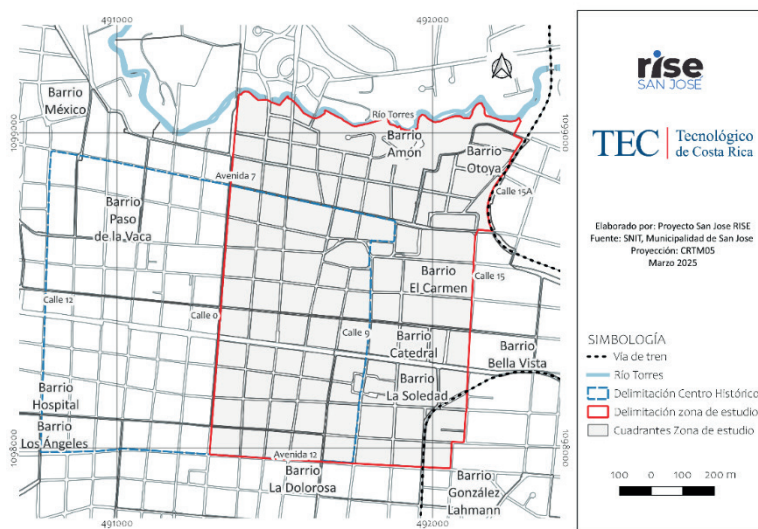 491000
492000
1099000
1099000
Barrio
México
Río Torres
Barrio
Amón
Barrio
Otoya
Avenida 7
Calle 15A
Barrio
Paso
de la Vaca
Barrio
El Carmen
Calle 15
Calle 12
Calle 0
Calle 9
Barrio
Catedral
Barrio
Bella Vista
Barrio
La Soledad
Barrio
Hospital
Barrio
Los Ángeles
1098000
1098000
Avenida 12
Barrio
La Dolorosa
Barrio
González
Lahmann
491000
492000
rise
SAN JOSÉ
TEC | Tecnológico
de Costa Rica
Elaborado por: Proyecto San Jose RISE
Fuente: SNIT, Municipalidad de San Jose
Proyección: CRTM05
Marzo 2025
SIMBOLOGÍA
Vía de tren
Río Torres
Delimitación Centro Histórico
Delimitación zona de estudio
Cuadrantes Zona de estudio
100 0 100 200 m